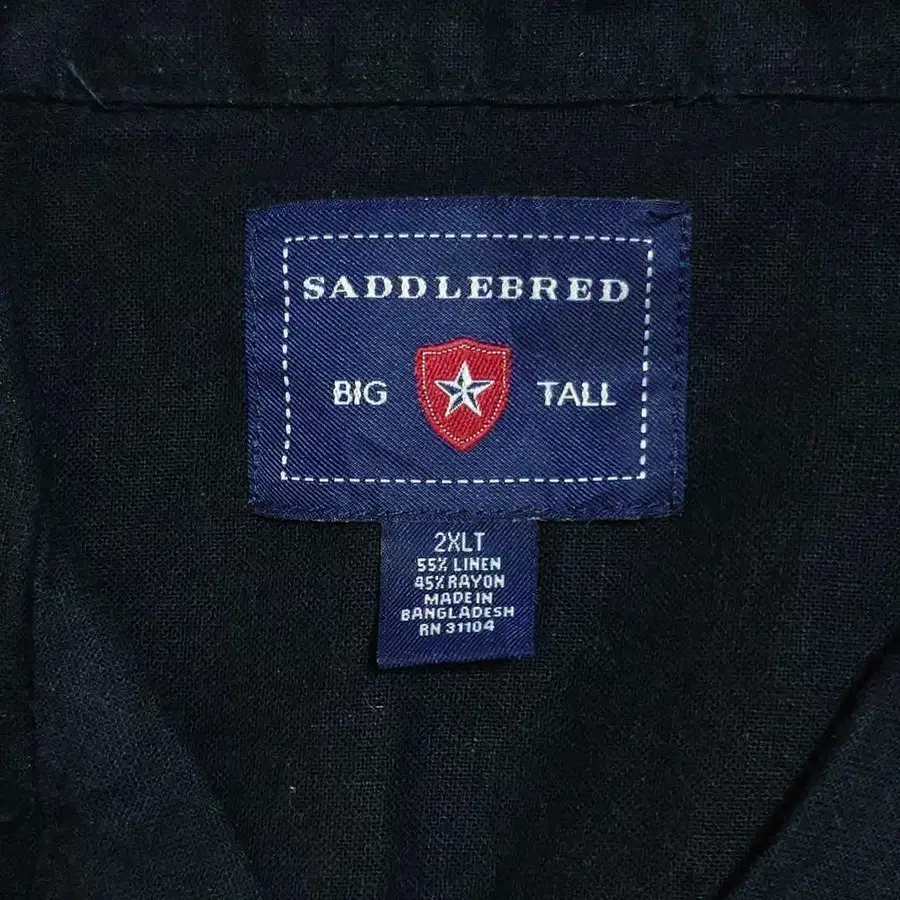 SADDLEBRED
BIG TALL
2XLT
55% LINEN
45% RAYON
MADE IN
BANGLADESH
RN 31104